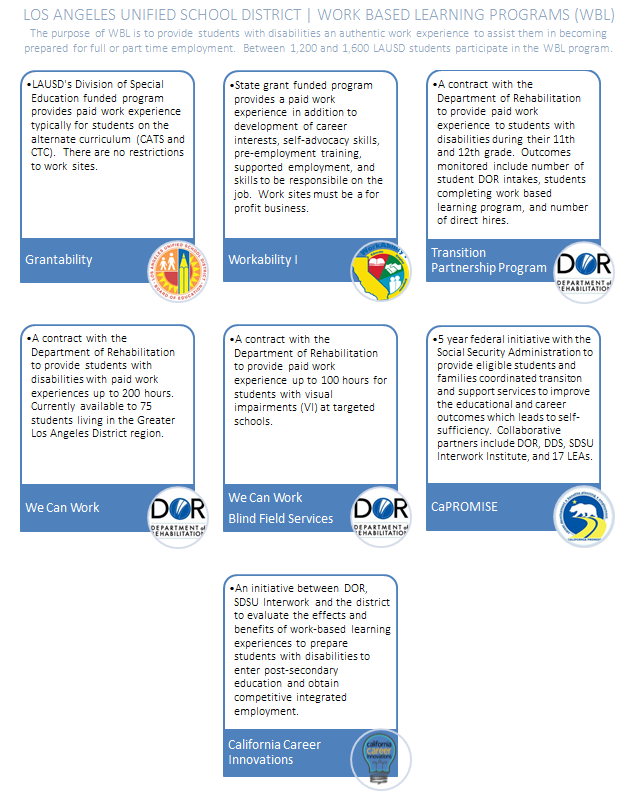 LOS ANGELES UNIFIED SCHOOL DISTRICT | WORK BASED LEARNING PROGRAMS (WBL)
The purpose of WBL is to provide students with disabilities an authentic work experience to assist them in becoming
prepared for full or part time employment. Between 1,200 and 1,600 LAUSD students participate in the WBL program.
•LAUSD's Division of Special
Education funded program
provides paid work experience
typically for students on the
alternate curriculum (CATS and
CTC). There are no restrictions
to work sites.
Grantability
LOS ANGELES UNIFIED SCHOOL DISTRICT
BOARD OF EDUCATION
•State grant funded program
provides a paid work
experience in addition to
development of career
interests, self-advocacy skills,
pre-employment training,
supported employment, and
skills to be responsibile on the
job. Work sites must be a for
profit business.
Workability I
WorkAbility
•A contract with the
Department of Rehabilitation
to provide paid work
experience to students with
disabilities during their 11th
and 12th grade. Outcomes
monitored include number of
student DOR intakes, students
completing work based
learning program, and number
of direct hires.
Transition
Partnership Program
DOR
DEPARTMENT of
REHABILITATION
•A contract with the
Department of Rehabilitation
to provide students with
disabilities with paid work
experiences up to 200 hours.
Currently available to 75
students living in the Greater
Los Angeles District region.
We Can Work
DOR
DEPARTMENT of
REHABILITATION
•A contract with the
Department of Rehabilitation
to provide paid work
experience up to 100 hours for
students with visual
impairments (VI) at targeted
schools.
We Can Work
Blind Field Services
DOR
DEPARTMENT of
REHABILITATION
•5 year federal initiative with the
Social Security Administration to
provide eligible students and
families coordinated transiton
and support services to improve
the educational and career
outcomes which leads to self-
sufficiency. Collaborative
partners include DOR, DDS, SDSU
Interwork Institute, and 17 LEAs.
CaPROMISE
CALIFORNIA PROMISE
•An initiative between DOR,
SDSU Interwork and the district
to evaluate the effects and
benefits of work-based learning
experiences to prepare
students with disabilities to
enter post-secondary
education and obtain
competitive integrated
employment.
California Career
Innovations
california
career
innovations